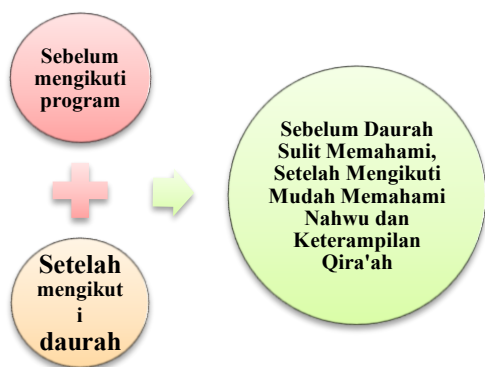 Sebelum
mengikuti
program
Setelah
mengikut
i
daurah
Sebelum Daurah
Sulit Memahami,
Setelah Mengikuti
Mudah Memahami
Nahwu dan
Keterampilan
Qira'ah